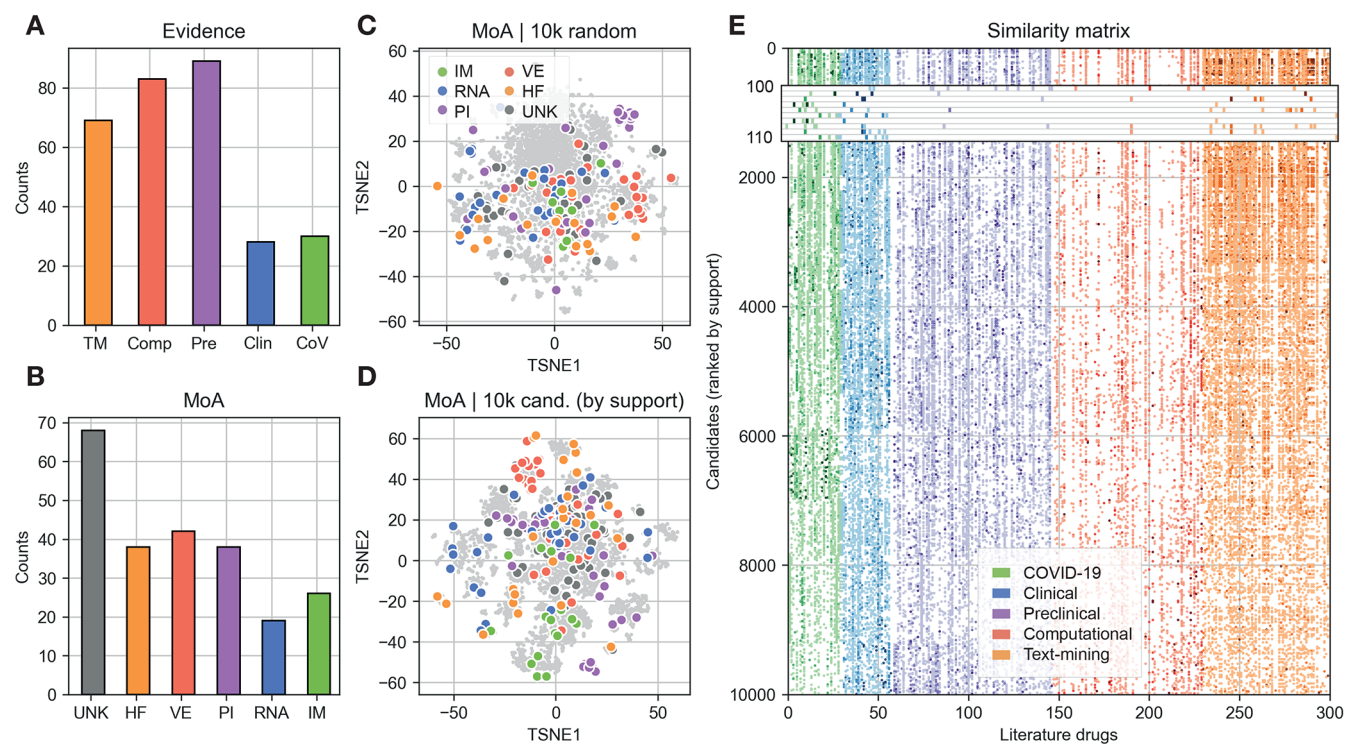 A
Evidence
Counts
80
60
40
20
0
TM Comp Pre Clin CoV
B
MoA
Counts
70
60
50
40
30
20
10
0
UNK HF VE PI RNA IM
C
MoA | 10k random
IM VE
RNA HF
PI UNK
TSNE2
60
40
20
0
−20
−40
−60
−50 0 50
TSNE1
D
MoA | 10k cand. (by support)
TSNE2
60
40
20
0
−20
−40
−60
−50 0 50
TSNE1
E
Similarity matrix
Candidates (ranked by support)
0
100
110
2000
4000
6000
8000
10000
COVID-19
Clinical
Preclinical
Computational
Text-mining
0 50 100 150 200 250 300
Literature drugs